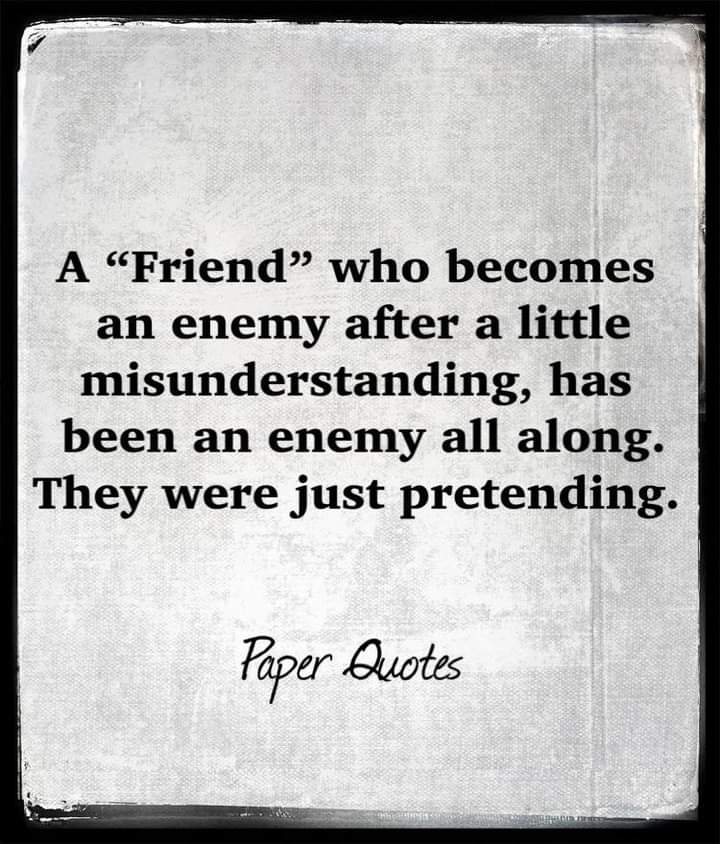 A “Friend” who becomes
an enemy after a little
misunderstanding, has
been an enemy all along.
They were just pretending.
Paper Quotes